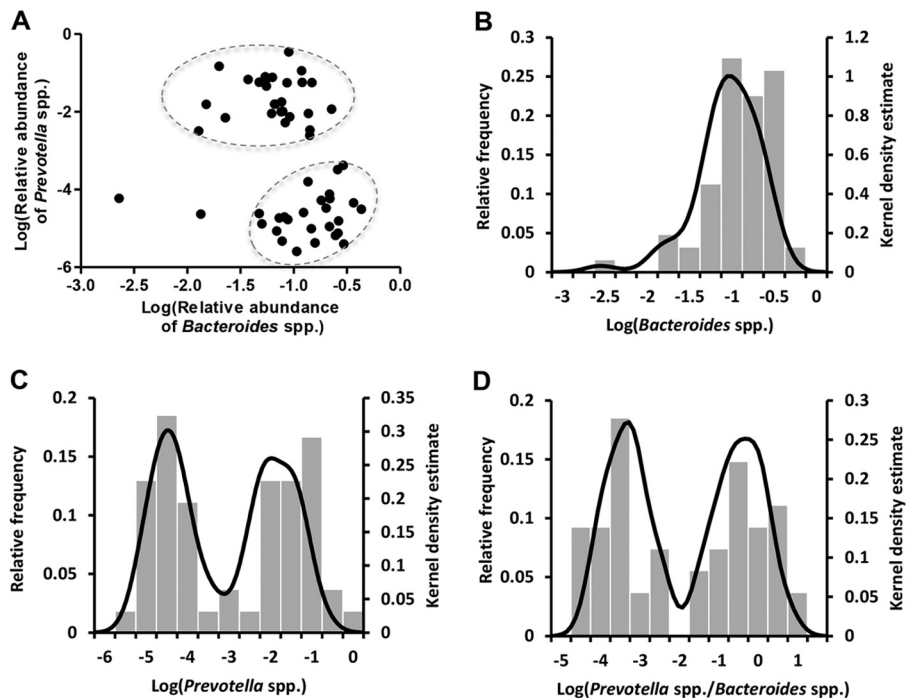 A
Log(Relative abundance
of Prevotella spp.)
0
-2
-4
-6
-3.0 -2.5 -2.0 -1.5 -1.0 -0.5 0.0
Log(Relative abundance
of Bacteroides spp.)
B
Relative frequency
0.3
0.25
0.2
0.15
0.1
0.05
0
1.2
1
0.8
0.6
0.4
0.2
0
Kernel density estimate
-3 -2.5 -2 -1.5 -1 -0.5 0
Log(Bacteroides spp.)
C
Relative frequency
0.2
0.15
0.1
0.05
0
0.35
0.3
0.25
0.2
0.15
0.1
0.05
0
Kernel density estimate
-6 -5 -4 -3 -2 -1 0
Log(Prevotella spp.)
D
Relative frequency
0.2
0.15
0.1
0.05
0
0.3
0.25
0.2
0.15
0.1
0.05
0
Kernel density estimate
-5 -4 -3 -2 -1 0 1
Log(Prevotella spp./Bacteroides spp.)